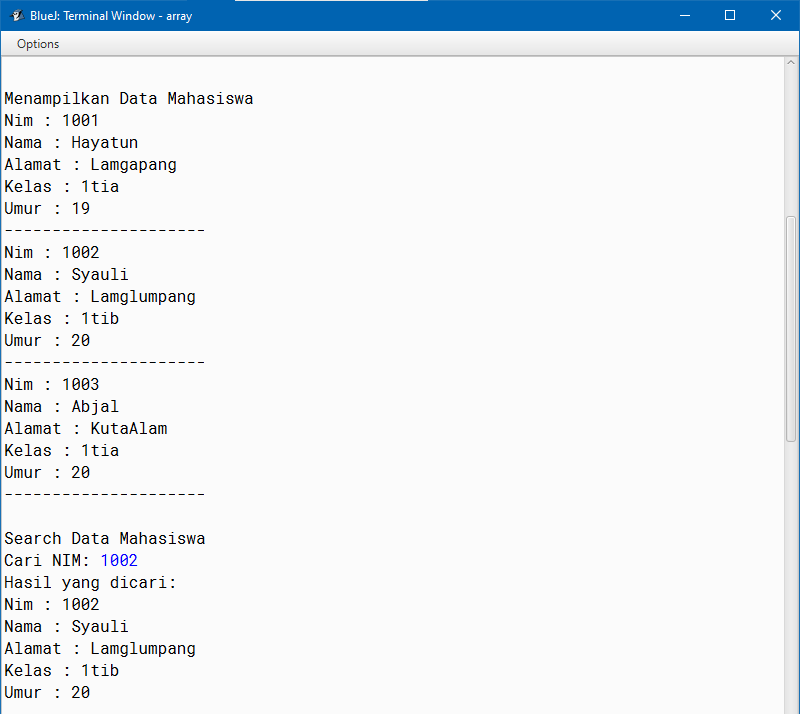 BlueJ: Terminal Window - array
Options
Menampilkan Data Mahasiswa
Nim : 1001
Nama : Hayatun
Alamat : Lamgapang
Kelas : 1tia
Umur : 19
---------------------
Nim : 1002
Nama : Syauli
Alamat : Lamglumpang
Kelas : 1tib
Umur : 20
---------------------
Nim : 1003
Nama : Abjal
Alamat : KutaAlam
Kelas : 1tia
Umur : 20
---------------------
Search Data Mahasiswa
Cari NIM: 1002
Hasil yang dicari:
Nim : 1002
Nama : Syauli
Alamat : Lamglumpang
Kelas : 1tib
Umur : 20